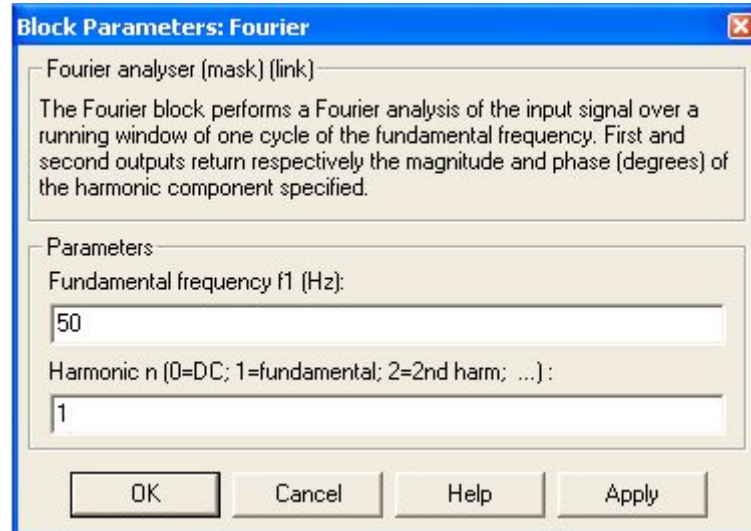 Block Parameters: Fourier
Fourier analyser (mask) (link)
The Fourier block performs a Fourier analysis of the input signal over a
running window of one cycle of the fundamental frequency. First and
second outputs return respectively the magnitude and phase (degrees) of
the harmonic component specified.
Parameters
Fundamental frequency f1 (Hz):
50
Harmonic n (0=DC; 1=fundamental; 2=2nd harm; ...) :
1
OK Cancel Help Apply